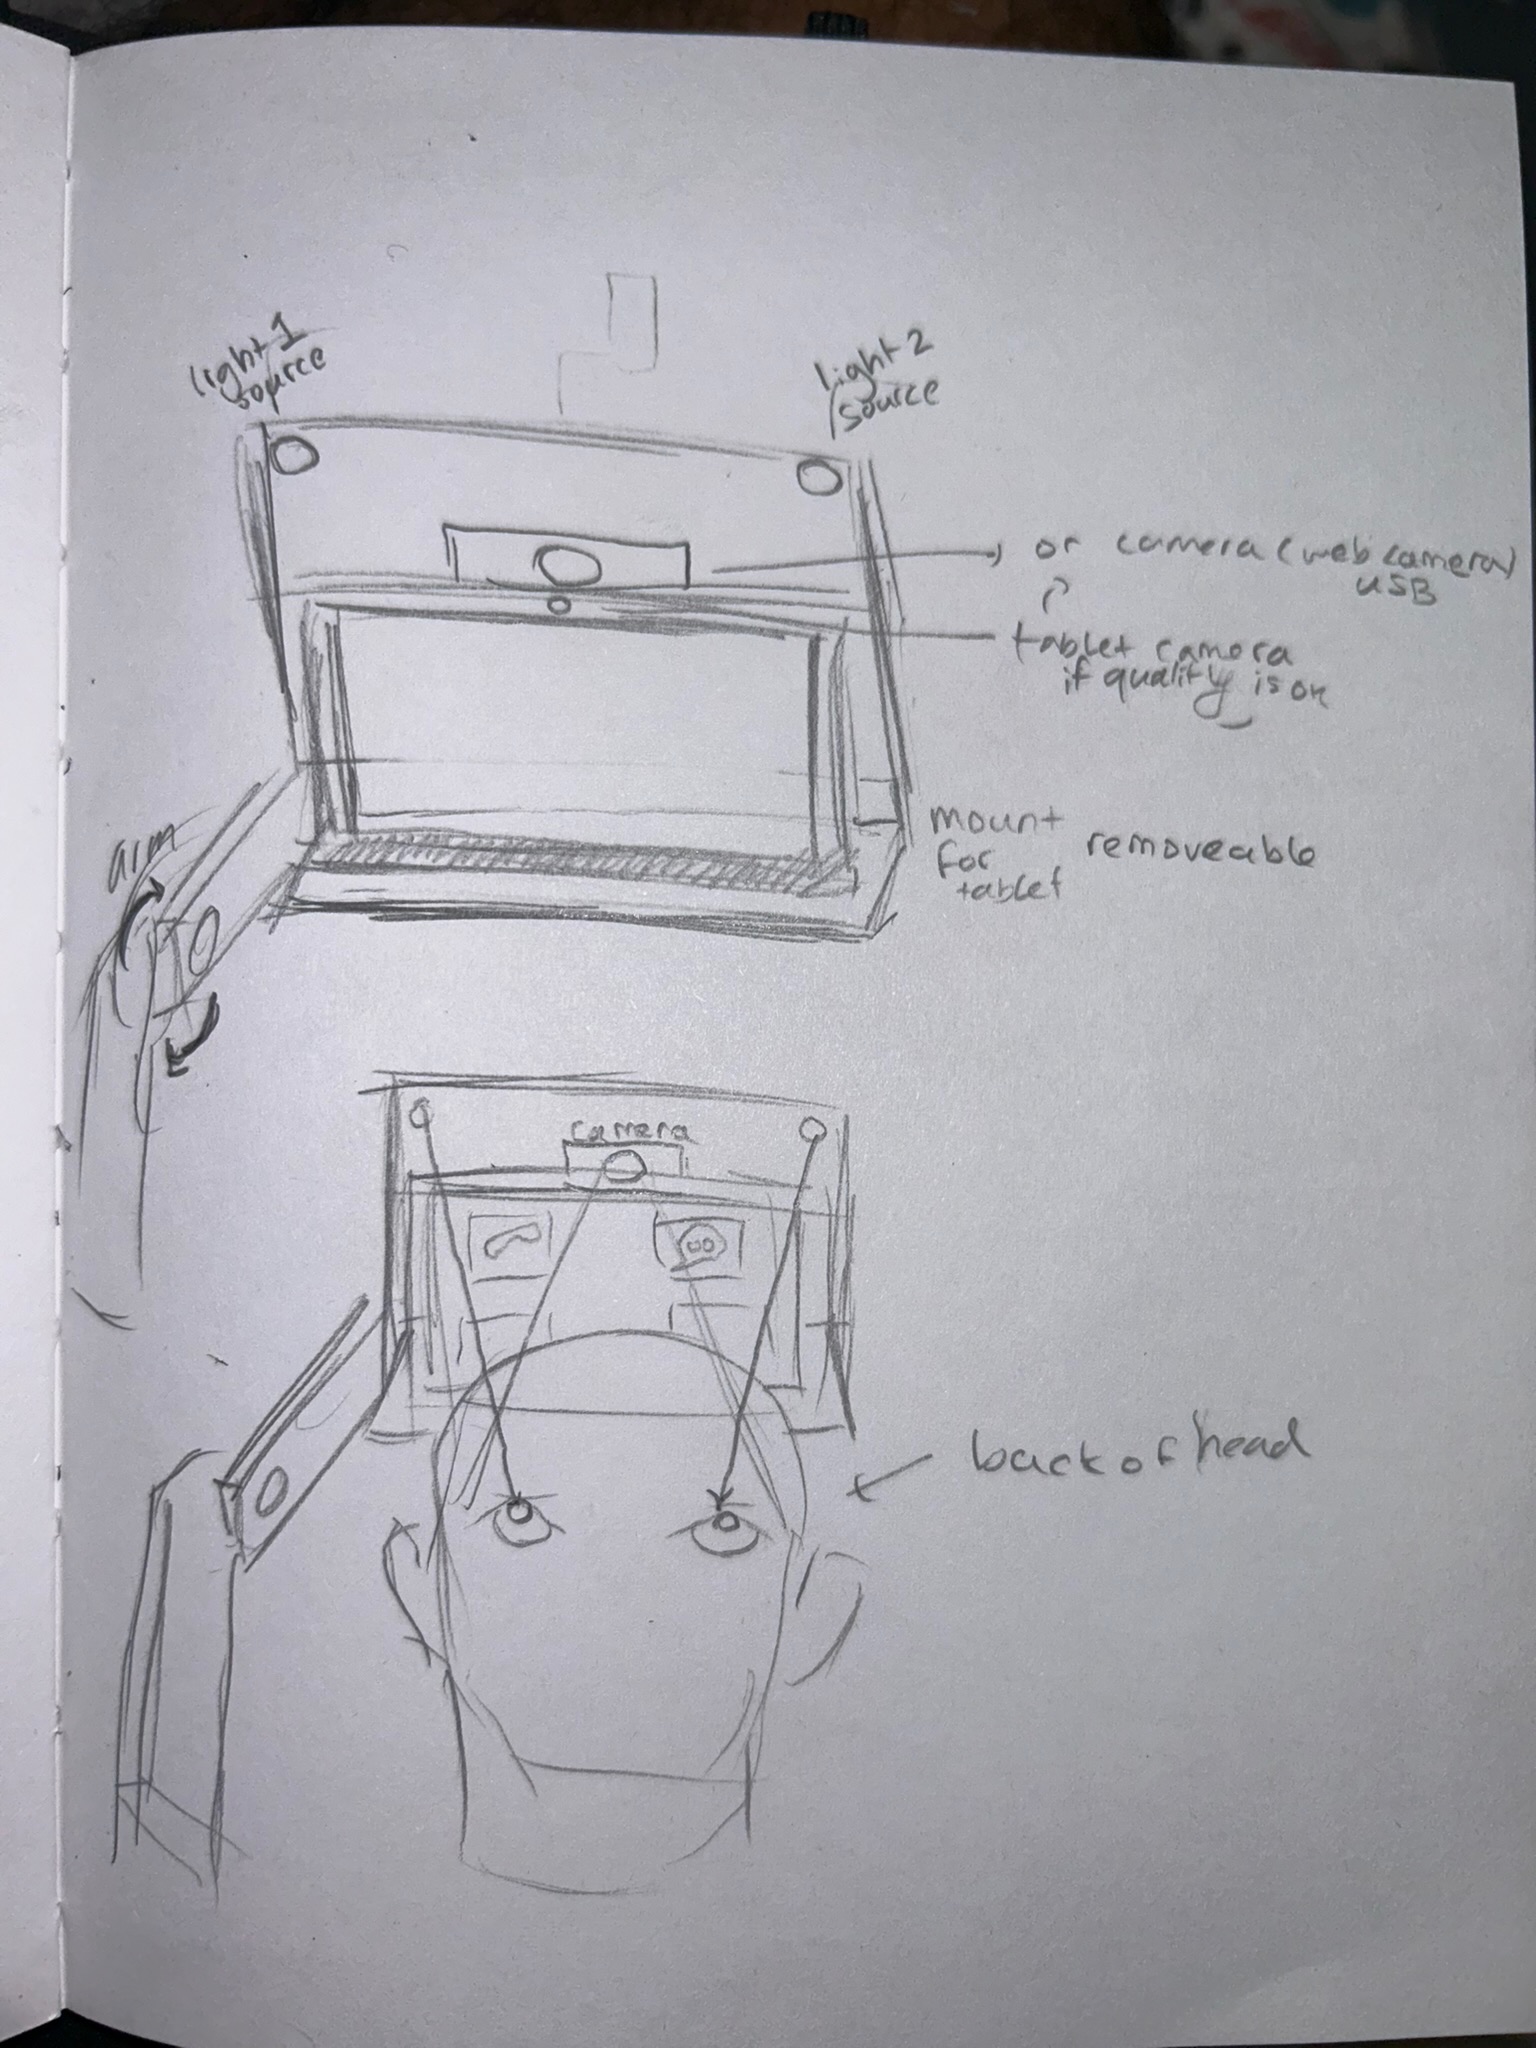 light 1
source
light 2
source
or camera (web camera)
USB
tablet camera
if quality is ok
arm
mount
for
tablet
removeable
camera
back of head